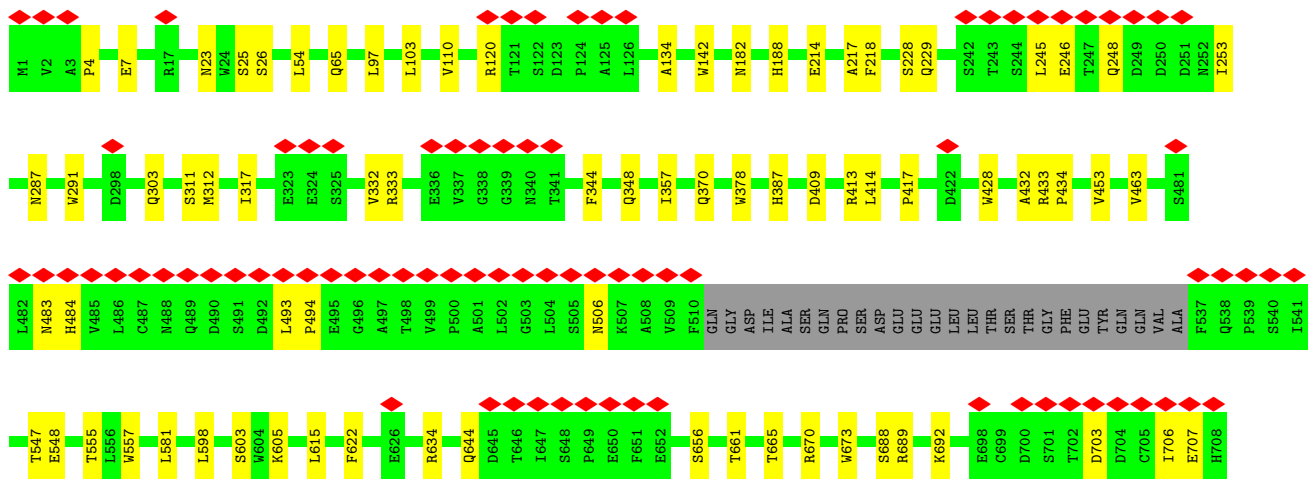 M1 V2 A3 P4 E7 R17 N23 W24 S25 S26 L54 Q65 L97 L103 V110 R120 T121 S122 D123 P124 A125 L126 A134 W142 N182 H188 E214 A217 F218 S228 Q229 S242 T243 S244 L245 E246 T247 Q248 D249 D250 D251 N252 I253
N287 W291 D298 Q303 S311 M312 I317 E323 E324 S325 V332 R333 E336 V337 G338 G339 N340 T341 F344 Q348 I357 Q370 W378 H387 D409 R413 L414 P417 D422 W428 A432 R433 P434 V453 V463 S481
L482 N483 H484 V485 L486 C487 N488 Q489 D490 S491 D492 L493 P494 E495 G496 A497 T498 V499 P500 A501 L502 G503 L504 S505 N506 K507 A508 V509 F510 GLN GLY ASP ILE ALA SER GLN PRO SER ASP GLU GLU GLU LEU LEU THR SER THR GLY PHE GLU TYR GLN GLN VAL ALA F537 Q538 P539 S540 I541
T547 E548 T555 L556 W557 L581 L598 S603 W604 K605 L615 F622 E626 R634 Q644 D645 T646 I647 S648 P649 E650 F651 E652 S656 T661 T665 R670 W673 S688 R689 K692 E698 C699 D700 S701 T702 D703 D704 C705 I706 E707 H708